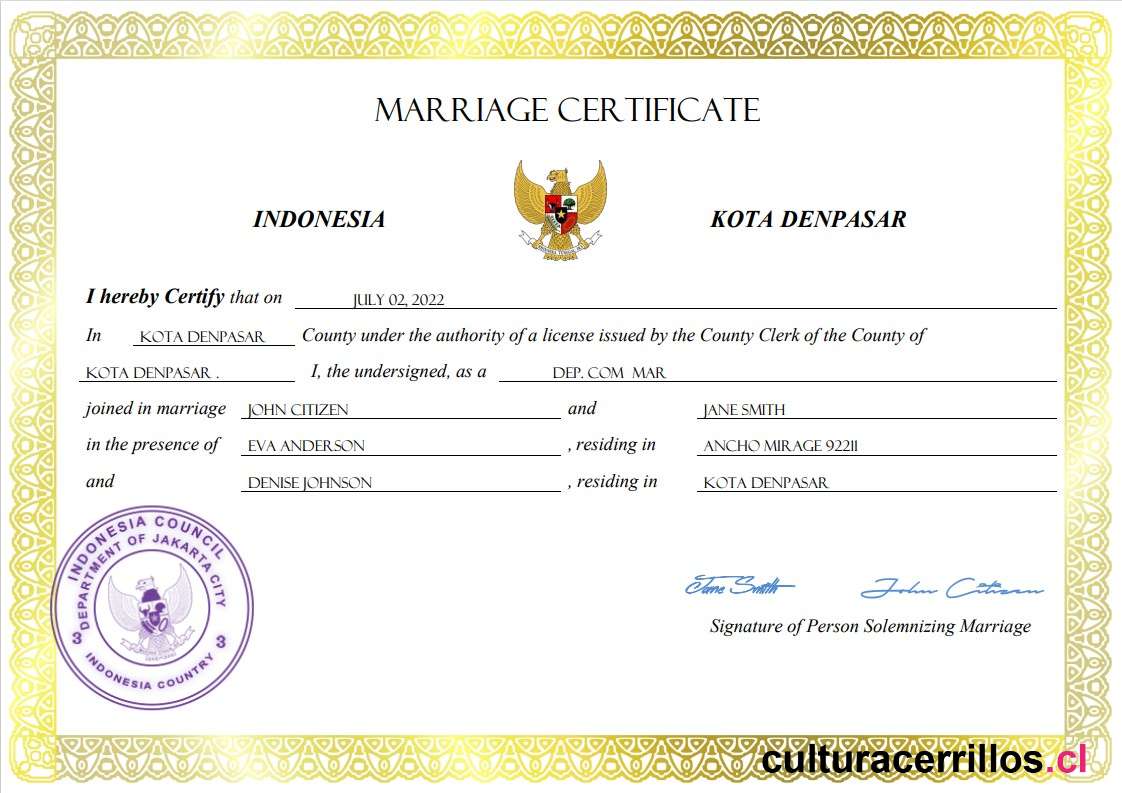 MARRIAGE CERTIFICATE
INDONESIA
KOTA DENPASAR
I hereby Certify that on JULY 02, 2022
In KOTA DENPASAR County under the authority of a license issued by the County Clerk of the County of
KOTA DENPASAR . I, the undersigned, as a DEP. COM MAR
joined in marriage JOHN CITIZEN and JANE SMITH
in the presence of EVA ANDERSON , residing in ANCHO MIRAGE 92211
and DENISE JOHNSON , residing in KOTA DENPASAR
INDONESIA COUNCIL
DEPARTMENT OF JAKARTA CITY
3 3
INDONESIA COUNTRY
Jane Smith John Citizen
Signature of Person Solemnizing Marriage
culturacerrillos.cl